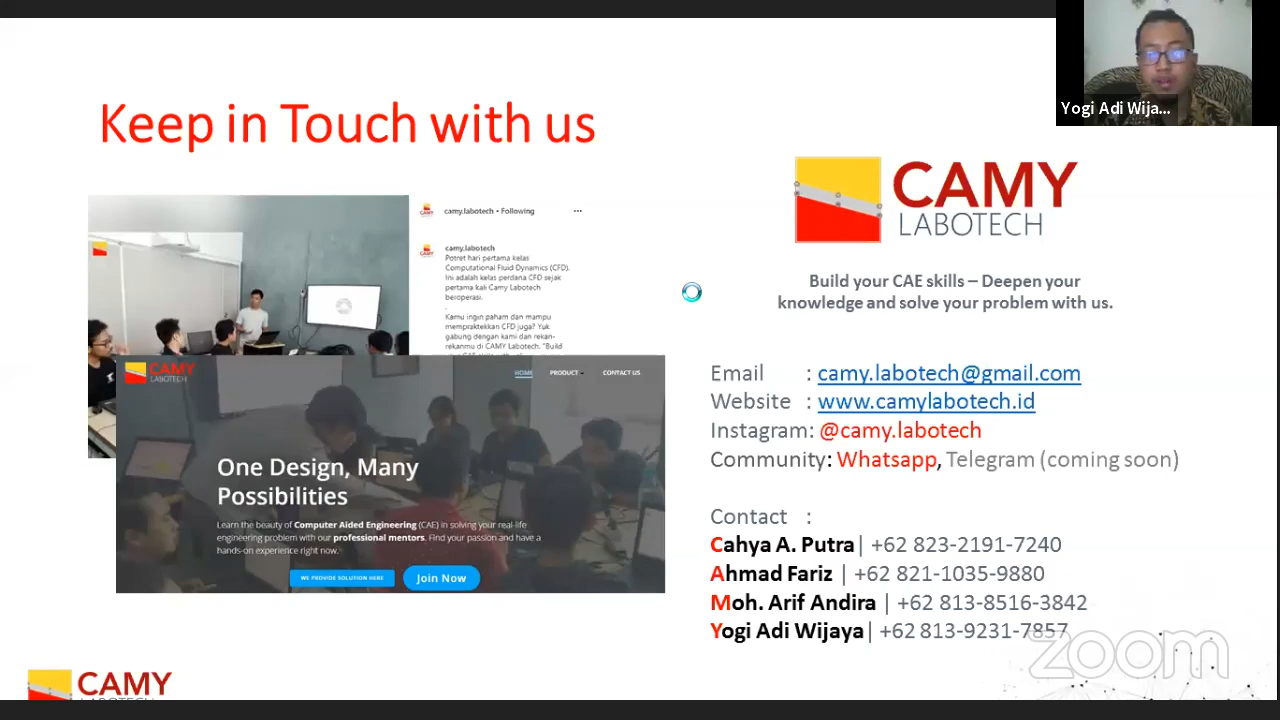 Yogi Adi Wija...
Keep in Touch with us
CAMY
LABOTECH
camy.labotech • Following
...
camy.labotech
Potret hari pertama kelas
Computational Fluid Dynamics (CFD).
Ini adalah kelas perdana CFD sejak
pertama kali Camy Labotech
beroperasi.
.
Kamu ingin paham dan mampu
mempraktekkan CFD juga? Yuk
gabung dengan kami dan rekan-
rekanmu di CAMY Labotech. "Build
Build your CAE skills – Deepen your
knowledge and solve your problem with us.
CAMY
LABOTECH
HOME
PRODUCT
CONTACT US
One Design, Many
Possibilities
Learn the beauty of Computer Aided Engineering (CAE) in solving your real-life
engineering problem with our professional mentors. Find your passion and have a
hands-on experience right now.
WE PROVIDE SOLUTION HERE
Join Now
Email : camy.labotech@gmail.com
Website : www.camylabotech.id
Instagram: @camy.labotech
Community: Whatsapp, Telegram (coming soon)
Contact :
Cahya A. Putra| +62 823-2191-7240
Ahmad Fariz | +62 821-1035-9880
Moh. Arif Andira | +62 813-8516-3842
Yogi Adi Wijaya| +62 813-9231-7857
zoom
CAMY
LABOTECH